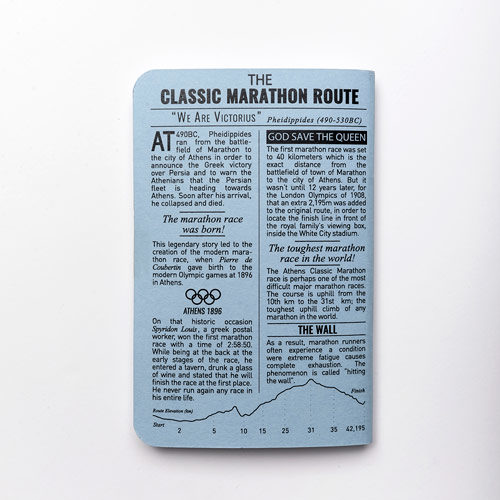 THE
CLASSIC MARATHON ROUTE
"WE ARE VICTORIUS" Pheidippides (490-530BC)
AT 490BC, Pheidippides
ran from the battle-
field of Marathon to
the city of Athens in order to
announce the Greek victory
over Persia and to warn the
Athenians that the Persian
fleet is heading towards
Athens. Soon after his arrival,
he collapsed and died.
The marathon race
was born!
This legendary story led to the
creation of the modern mara-
thon race, when Pierre de
Coubertin gave birth to the
modern Olympic games at 1896
in Athens.
ATHENS 1896
On that historic occasion
Spyridon Louis, a greek postal
worker, won the first marathon
race with a time of 2:58.50.
While being at the back at the
early stages of the race, he
entered a tavern, drunk a glass
of wine and stated that he will
finish the race at the first place.
He never run again any race in
his entire life.
GOD SAVE THE QUEEN
The first marathon race was set
to 40 kilometers which is the
exact distance from the
battlefield of town of Marathon
to the city of Athens. But it
wasn't until 12 years later, for
the London Olympics of 1908,
that an extra 2,195m was added
to the original route, in order to
locate the finish line in front of
the royal family's viewing box,
inside the White City stadium.
The toughest marathon
race in the world!
The Athens Classic Marathon
race is perhaps one of the most
difficult major marathon races.
The course is uphill from the
10th km to the 31st km; the
toughest uphill climb of any
marathon in the world.
THE WALL
As a result, marathon runners
often experience a condition
were extreme fatigue causes
complete exhaustion. The
phenomenon is called "hitting
the wall".
Route Elevation (km)
Start
Finish
2 5 10 15 25 31 35 42,195